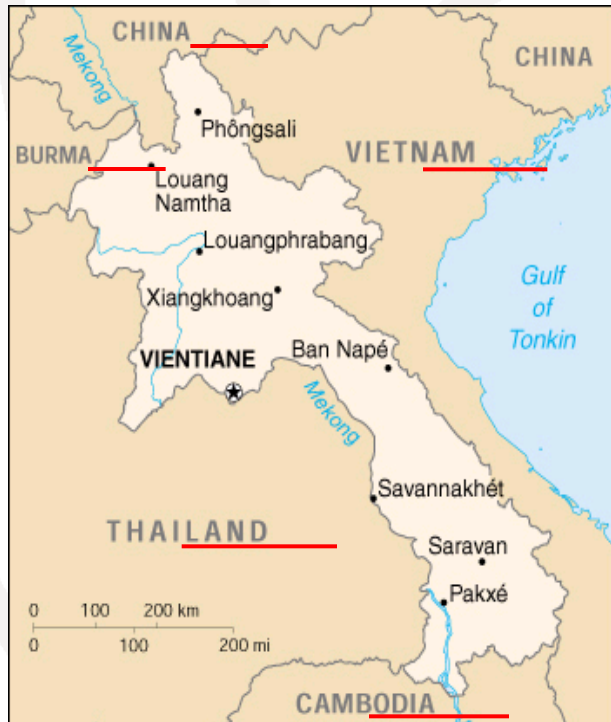 CHINA
Mekong
CHINA
Phôngsali
BURMA
VIETNAM
Louang
Namtha
Louangphrabang
Gulf
of
Tonkin
Xiangkhoang
VIENTIANE
Ban Napé
Mekong
Savannakhét
THAILAND
Saravan
Pakxé
0 100 200 km
0 100 200 mi
CAMBODIA